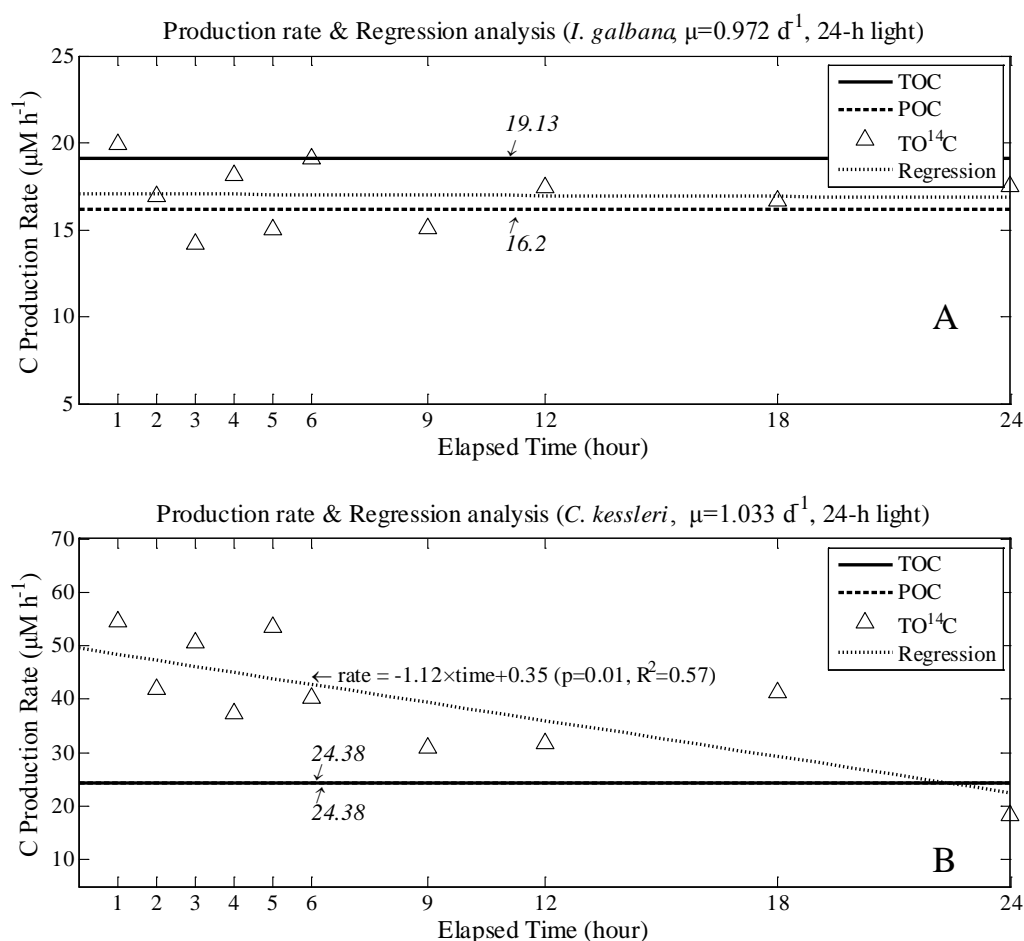 Production rate & Regression analysis (I. galbana, μ=0.972 d⁻¹, 24-h light)
25
20
15
10
5
C Production Rate (μM h⁻¹)
TOC
POC
TO¹⁴C
Regression
19.13
16.2
A
1 2 3 4 5 6 9 12 18 24
Elapsed Time (hour)
Production rate & Regression analysis (C. kessleri, μ=1.033 d⁻¹, 24-h light)
70
60
50
40
30
20
10
C Production Rate (μM h⁻¹)
TOC
POC
TO¹⁴C
Regression
← rate = -1.12×time+0.35 (p=0.01, R²=0.57)
24.38
24.38
B
1 2 3 4 5 6 9 12 18 24
Elapsed Time (hour)